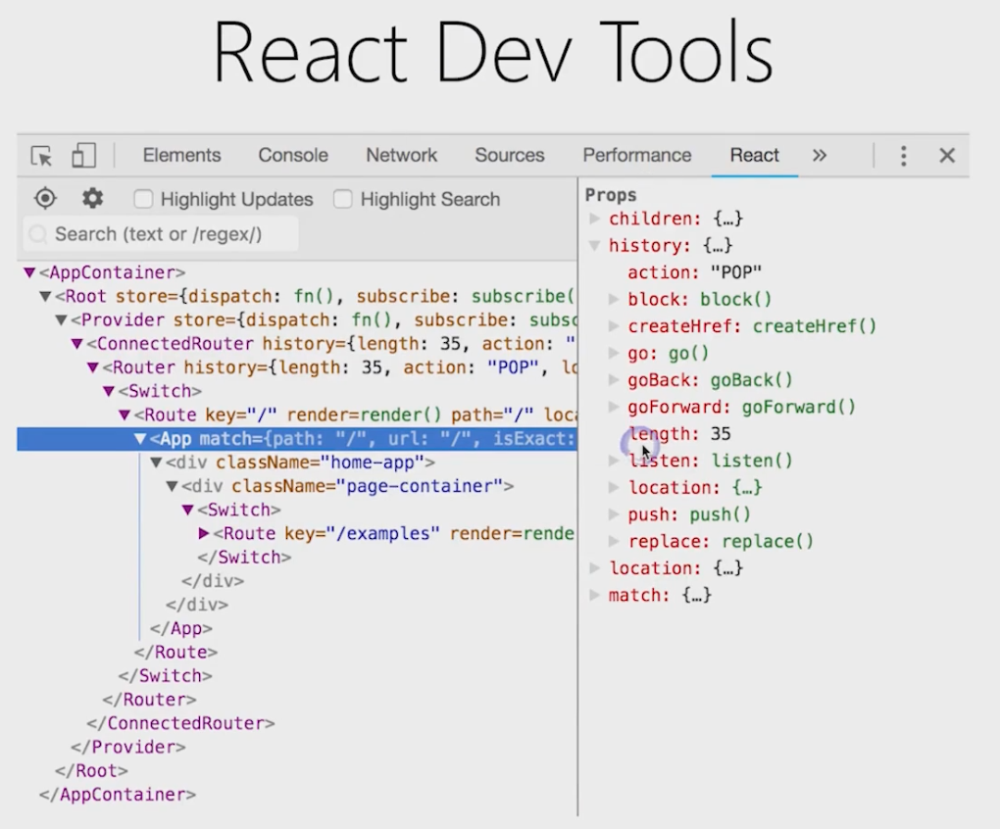 React Dev Tools
Elements Console Network Sources Performance React »
Highlight Updates Highlight Search
Search (text or /regex/)
▼<AppContainer>
▼<Root store={dispatch: fn(), subscribe: subscribe(
▼<Provider store={dispatch: fn(), subscribe: subsc
▼<ConnectedRouter history={length: 35, action: "
▼<Router history={length: 35, action: "POP", lo
▼<Switch>
▼<Route key="/" render=render() path="/" loca
▼<App match={path: "/", url: "/", isExact:
▼<div className="home-app">
▼<div className="page-container">
▼<Switch>
▶<Route key="/examples" render=rende
</Switch>
</div>
</div>
</App>
</Route>
</Switch>
</Router>
</ConnectedRouter>
</Provider>
</Root>
</AppContainer>
Props
children: {…}
history: {…}
action: "POP"
block: block()
createHref: createHref()
go: go()
goBack: goBack()
goForward: goForward()
length: 35
listen: listen()
location: {…}
push: push()
replace: replace()
location: {…}
match: {…}